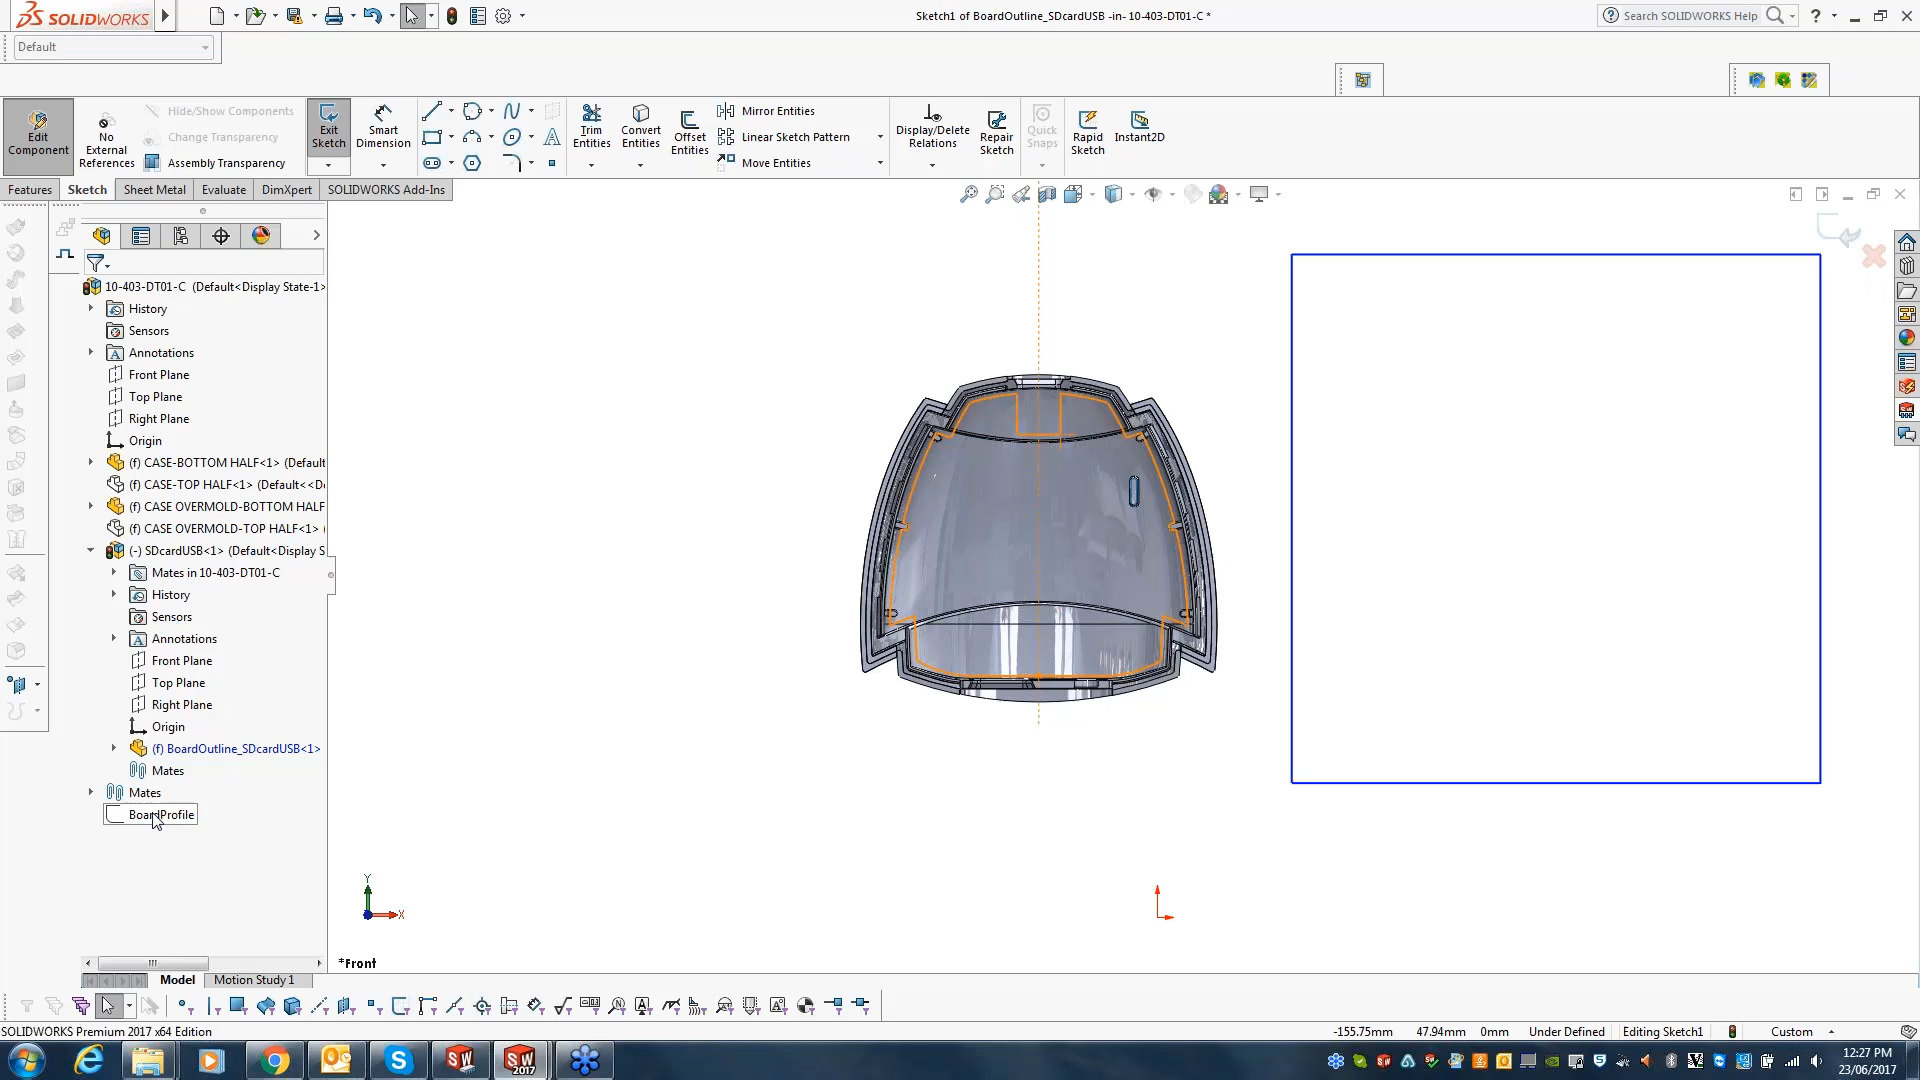 SOLIDWORKS
Sketch1 of BoardOutline_SDcardUSB -in- 10-403-DT01-C *
Search SOLIDWORKS Help
Default
Edit Component
No External References
Hide/Show Components
Change Transparency
Assembly Transparency
Exit Sketch
Smart Dimension
Trim Entities
Convert Entities
Offset Entities
Mirror Entities
Linear Sketch Pattern
Move Entities
Display/Delete Relations
Repair Sketch
Quick Snaps
Rapid Sketch
Instant2D
Features
Sketch
Sheet Metal
Evaluate
DimXpert
SOLIDWORKS Add-Ins
10-403-DT01-C (Default<Display State-1>
History
Sensors
Annotations
Front Plane
Top Plane
Right Plane
Origin
(f) CASE-BOTTOM HALF<1> (Default
(f) CASE-TOP HALF<1> (Default<<D
(f) CASE OVERMOLD-BOTTOM HALF
(f) CASE OVERMOLD-TOP HALF<1> (
(-) SDcardUSB<1> (Default<Display S
Mates in 10-403-DT01-C
History
Sensors
Annotations
Front Plane
Top Plane
Right Plane
Origin
(f) BoardOutline_SDcardUSB<1>
Mates
Mates
BoardProfile
Y
X
*Front
Model
Motion Study 1
SOLIDWORKS Premium 2017 x64 Edition
-155.75mm
47.94mm
0mm
Under Defined
Editing Sketch1
Custom
SW
SW 2017
12:27 PM
23/06/2017